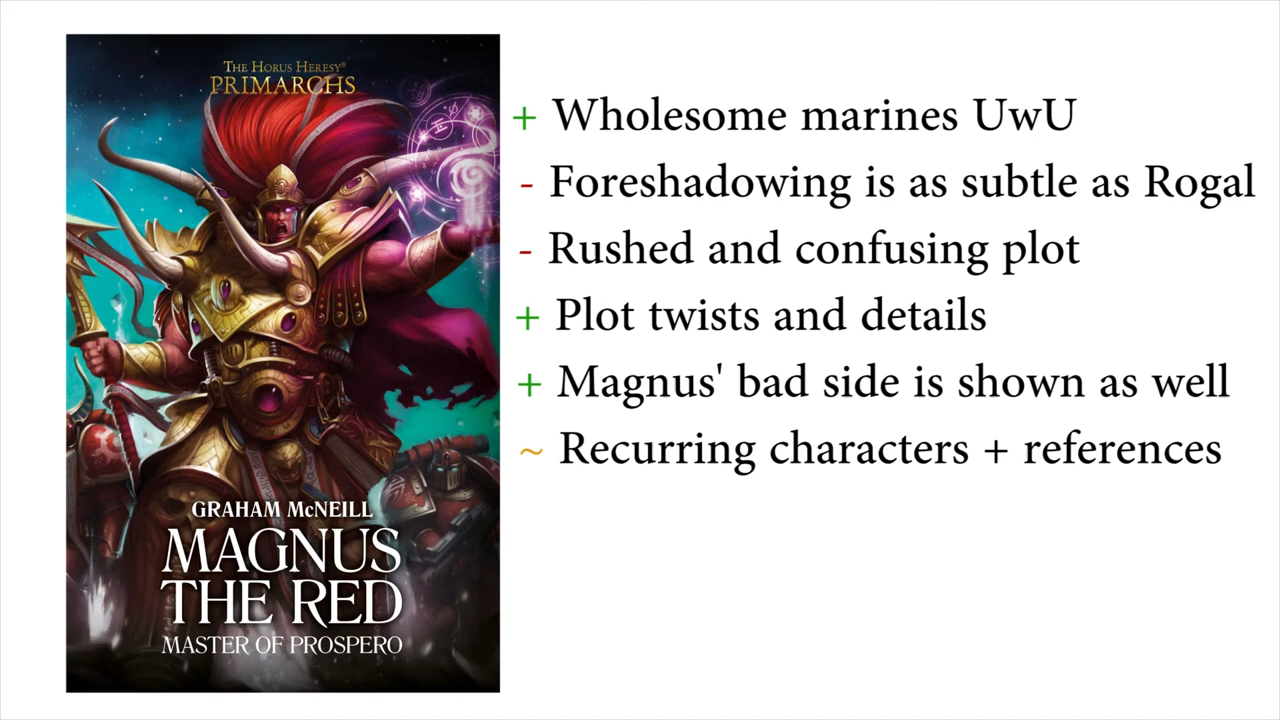 THE HORUS HERESY®
PRIMARCHS
GRAHAM McNEILL
MAGNUS
THE RED
MASTER OF PROSPERO
+ Wholesome marines UwU
- Foreshadowing is as subtle as Rogal
- Rushed and confusing plot
+ Plot twists and details
+ Magnus' bad side is shown as well
~ Recurring characters + references